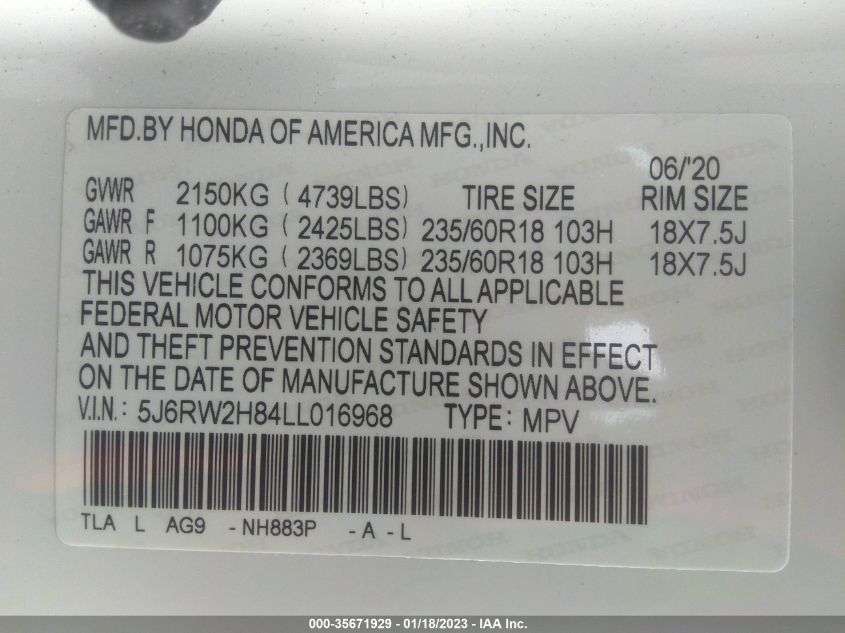 MFD.BY HONDA OF AMERICA MFG.,INC.
06/'20
GVWR 2150KG ( 4739LBS) TIRE SIZE RIM SIZE
GAWR F 1100KG (2425LBS) 235/60R18 103H 18X7.5J
GAWR R 1075KG (2369LBS) 235/60R18 103H 18X7.5J
THIS VEHICLE CONFORMS TO ALL APPLICABLE
FEDERAL MOTOR VEHICLE SAFETY
AND THEFT PREVENTION STANDARDS IN EFFECT
ON THE DATE OF MANUFACTURE SHOWN ABOVE.
V.I.N.: 5J6RW2H84LL016968 TYPE: MPV
TLA L AG9 -NH883P -A -L
000-35671929 - 01/18/2023 - IAA Inc.